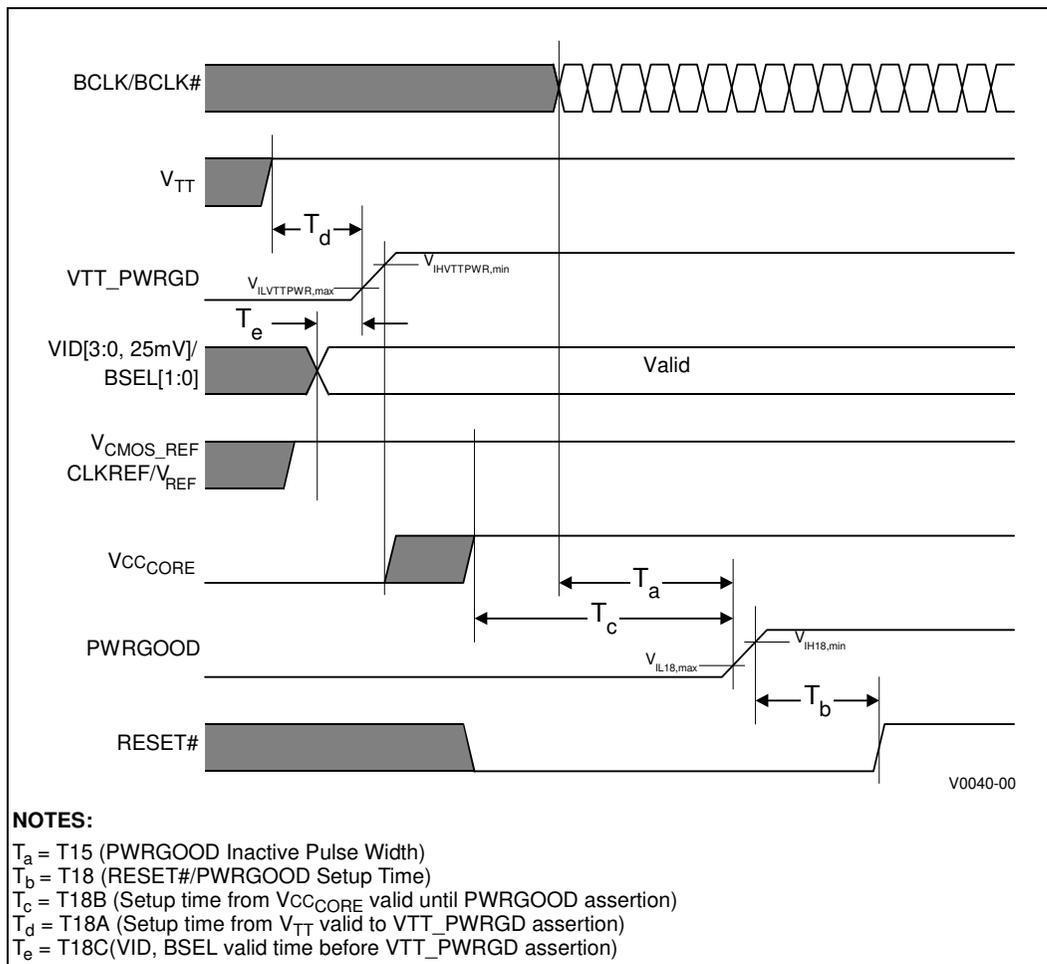 BCLK/BCLK#
VTT
Td
VTT_PWRGD
VIHVTTPWR,min
VILVTTPWR,max
Te
VID[3:0, 25mV]/
BSEL[1:0]
Valid
VCMOS_REF
CLKREF/VREF
VCCCORE
Ta
Tc
PWRGOOD
VIH18,min
VIL18,max
Tb
RESET#
V0040-00
NOTES:
Ta = T15 (PWRGOOD Inactive Pulse Width)
Tb = T18 (RESET#/PWRGOOD Setup Time)
Tc = T18B (Setup time from VCCCORE valid until PWRGOOD assertion)
Td = T18A (Setup time from VTT valid to VTT_PWRGD assertion)
Te = T18C(VID, BSEL valid time before VTT_PWRGD assertion)